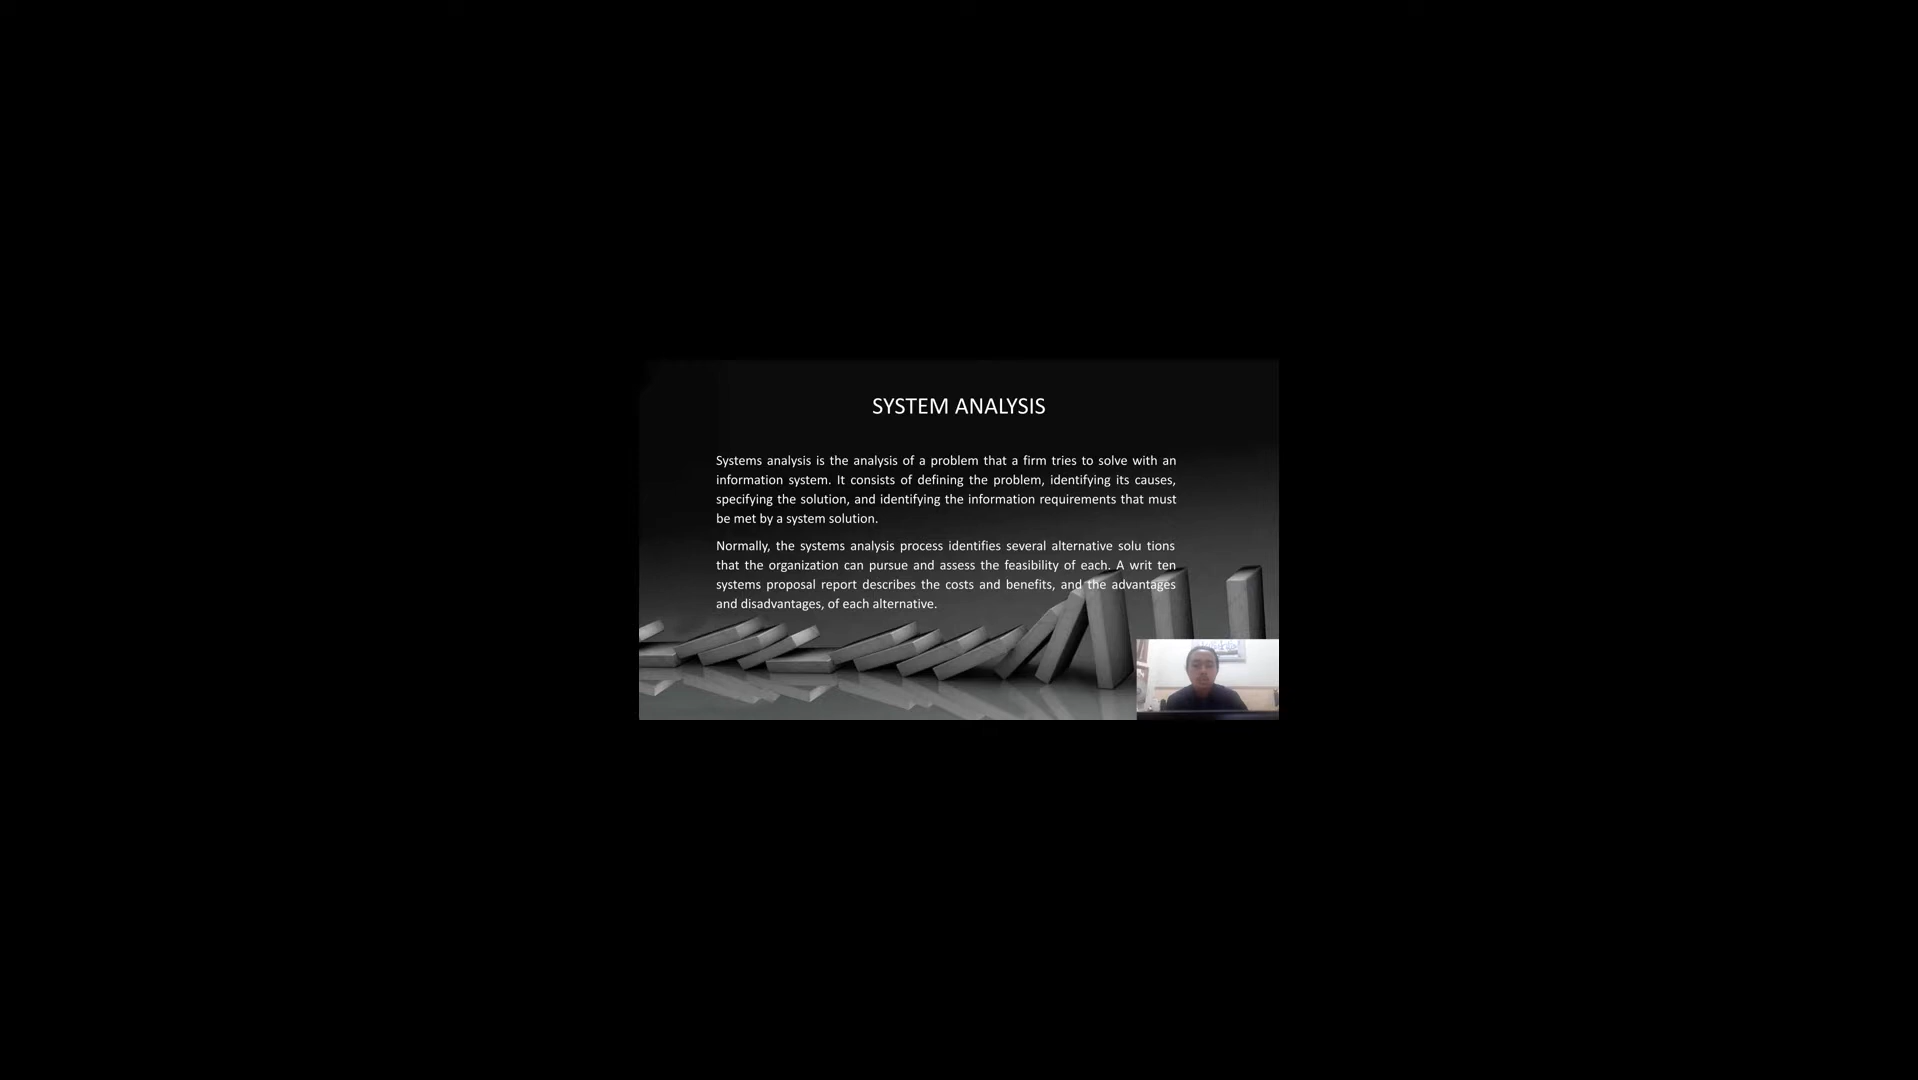 SYSTEM ANALYSIS
Systems analysis is the analysis of a problem that a firm tries to solve with an
information system. It consists of defining the problem, identifying its causes,
specifying the solution, and identifying the information requirements that must
be met by a system solution.
Normally, the systems analysis process identifies several alternative solu tions
that the organization can pursue and assess the feasibility of each. A writ ten
systems proposal report describes the costs and benefits, and the advantages
and disadvantages, of each alternative.